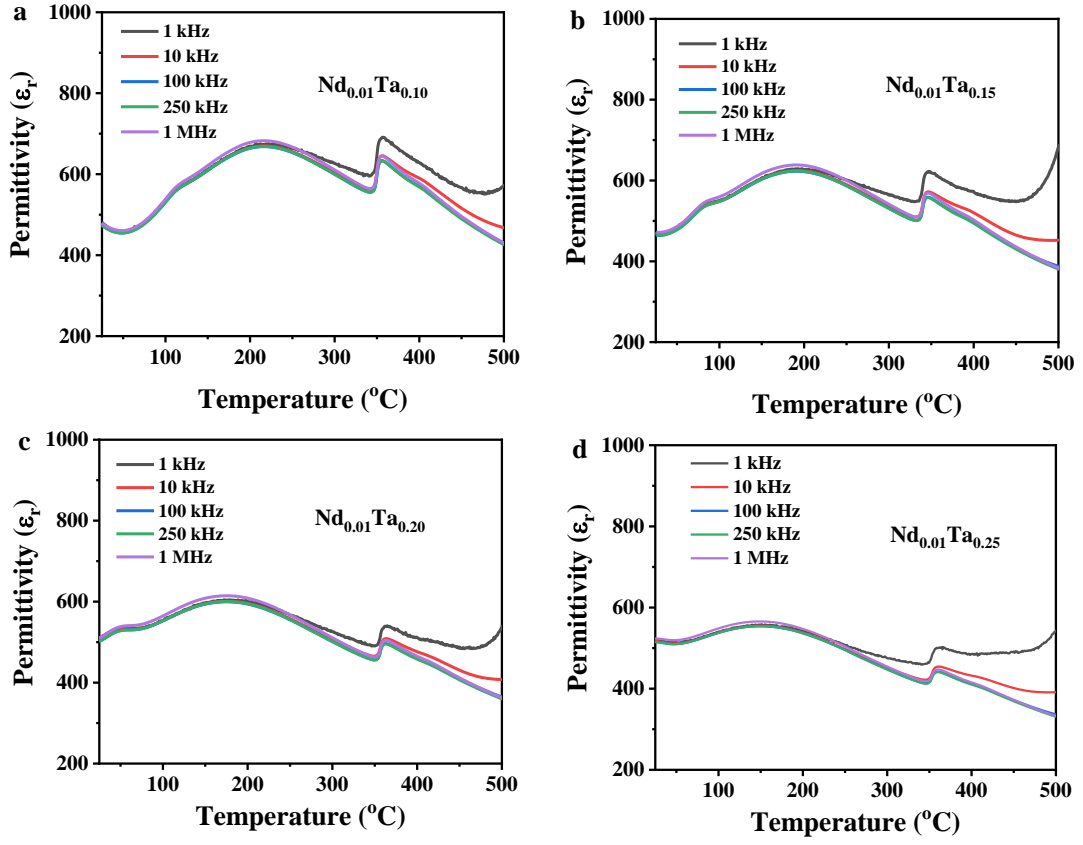 a
Permittivity (εr)
1000
800
600
400
200
1 kHz
10 kHz
100 kHz
250 kHz
1 MHz
Nd0.01Ta0.10
100 200 300 400 500
Temperature (oC)
b
Permittivity (εr)
1000
800
600
400
200
1 kHz
10 kHz
100 kHz
250 kHz
1 MHz
Nd0.01Ta0.15
100 200 300 400 500
Temperature (oC)
c
Permittivity (εr)
1000
800
600
400
200
1 kHz
10 kHz
100 kHz
250 kHz
1 MHz
Nd0.01Ta0.20
100 200 300 400 500
Temperature (oC)
d
Permittivity (εr)
1000
800
600
400
200
1 kHz
10 kHz
100 kHz
250 kHz
1 MHz
Nd0.01Ta0.25
100 200 300 400 500
Temperature (oC)